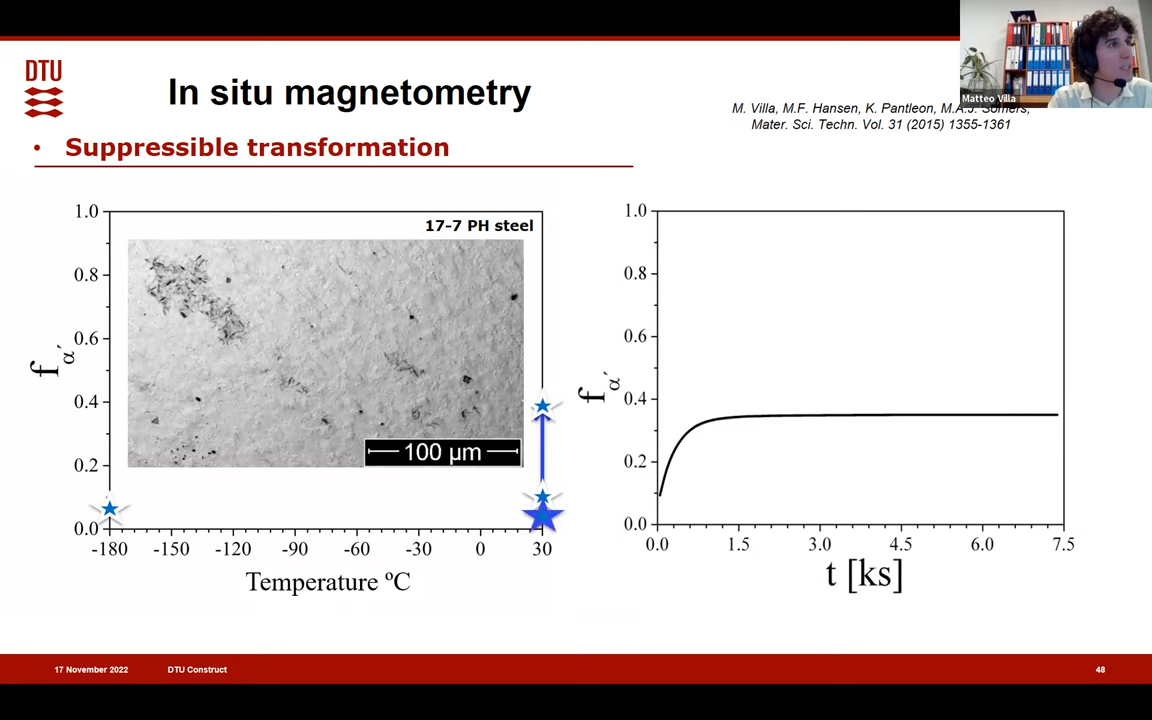 DTU
In situ magnetometry
Matteo Villa
M. Villa, M.F. Hansen, K. Pantleon, M.A.J. Somers,
Mater. Sci. Techn. Vol. 31 (2015) 1355-1361
• Suppressible transformation
17-7 PH steel
1.0
0.8
0.6
0.4
0.2
0.0
fα´
100 µm
-180 -150 -120 -90 -60 -30 0 30
Temperature ºC
1.0
0.8
0.6
0.4
0.2
0.0
fα´
0.0 1.5 3.0 4.5 6.0 7.5
t [ks]
17 November 2022 DTU Construct 48